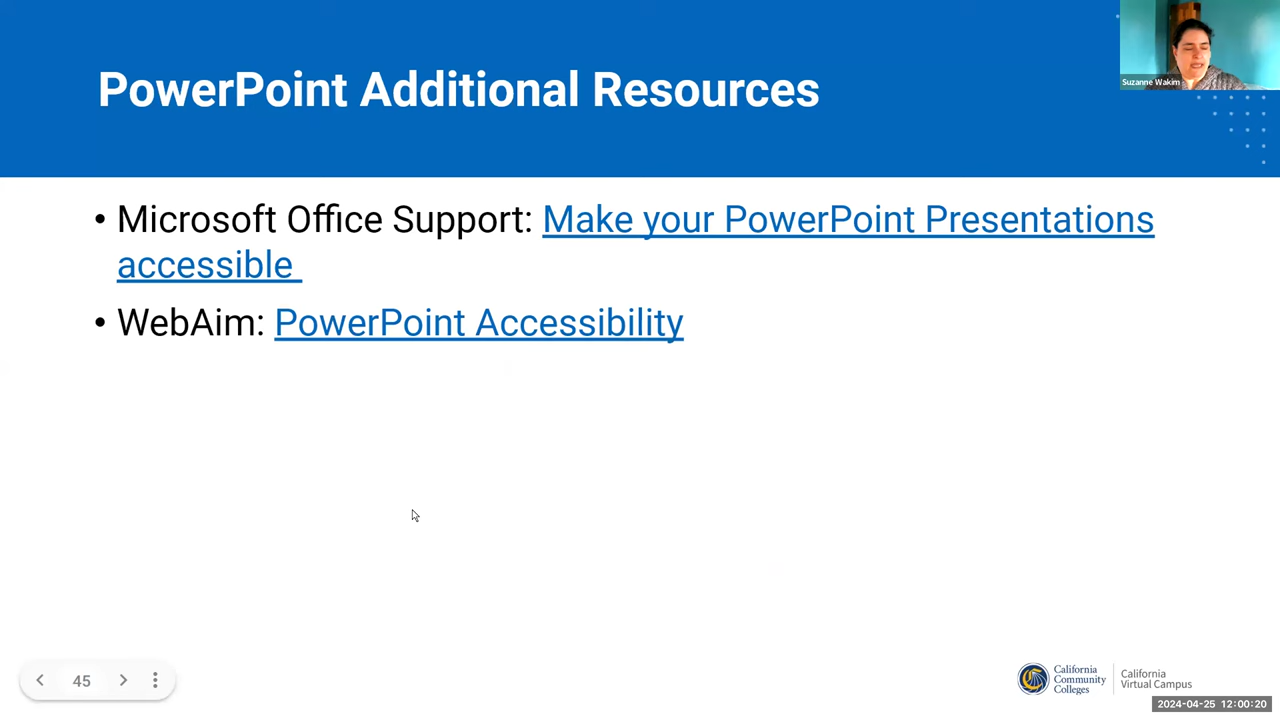 PowerPoint Additional Resources
Suzanne Wakim
• Microsoft Office Support: Make your PowerPoint Presentations
accessible
• WebAim: PowerPoint Accessibility
45
California
Community
Colleges
California
Virtual Campus
2024-04-25 12:00:20